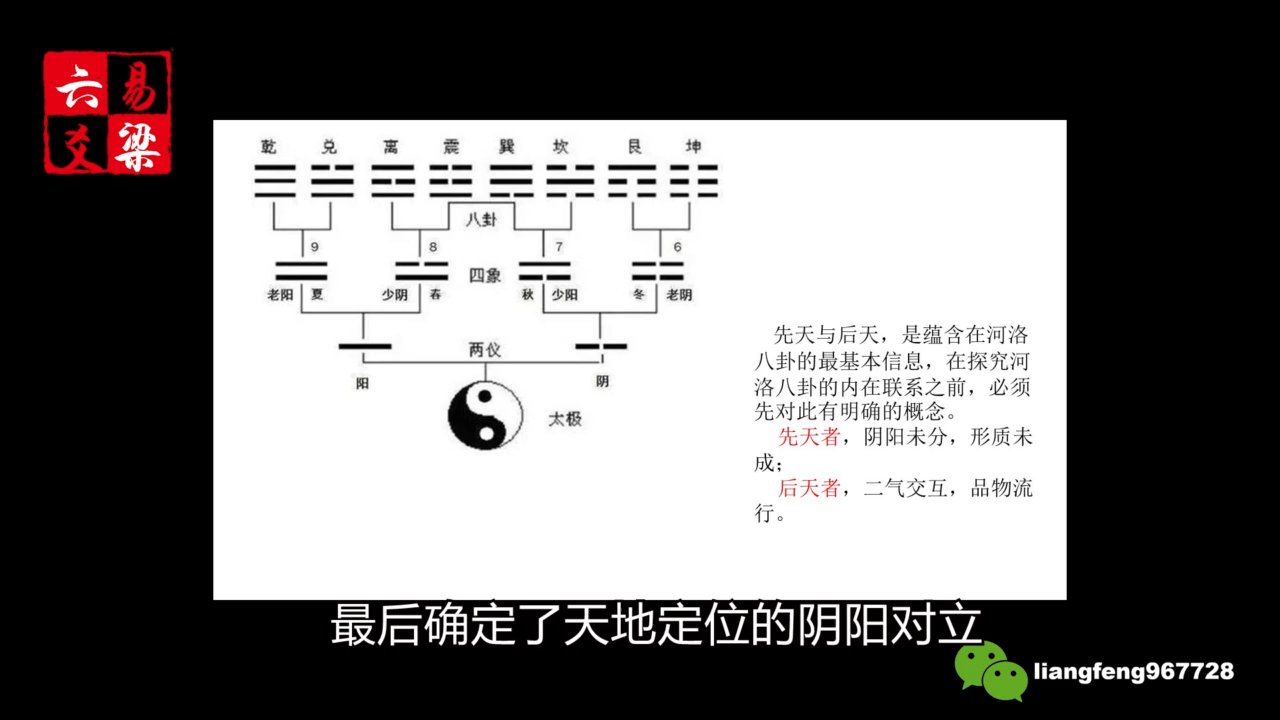 六易
爻梁
乾 兑 离 震 巽 坎 艮 坤
八卦
9 8 7 6
四象
老阳 夏 少阴 春 秋 少阳 冬 老阴
两仪
阳 阴
太极
先天与后天，是蕴含在河洛
八卦的最基本信息，在探究河
洛八卦的内在联系之前，必须
先对此有明确的概念。
先天者，阴阳未分，形质未
成；
后天者，二气交互，品物流
行。
最后确定了天地定位的阴阳对立
liangfeng967728